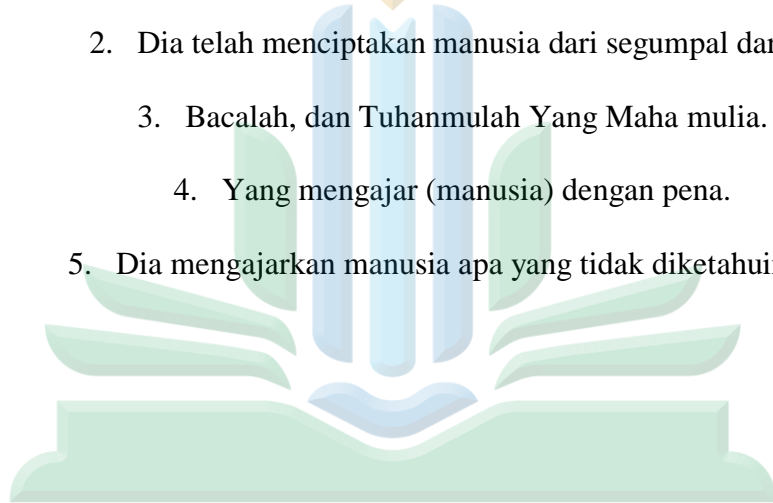 2. Dia telah menciptakan manusia dari segumpal
3. Bacalah, dan Tuhanmulah Yang Maha mulia.
4. Yang mengajar (manusia) dengan pena.
5. Dia mengajarkan manusia apa yang tidak